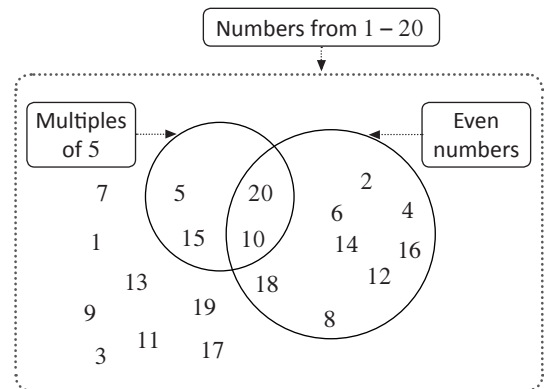 Numbers from 1 – 20
Multiples
of 5
Even
numbers
7 5 20 2
6 4
1 15 10 14 16
13 18 12
9 19 8
3 11 17